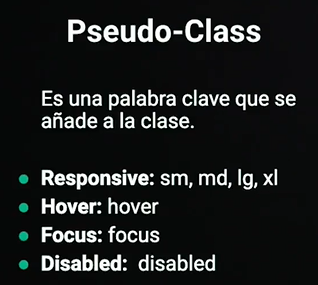 Pseudo-Class
Es una palabra clave que se
añade a la clase.
Responsive: sm, md, lg, xl
Hover: hover
Focus: focus
Disabled: disabled